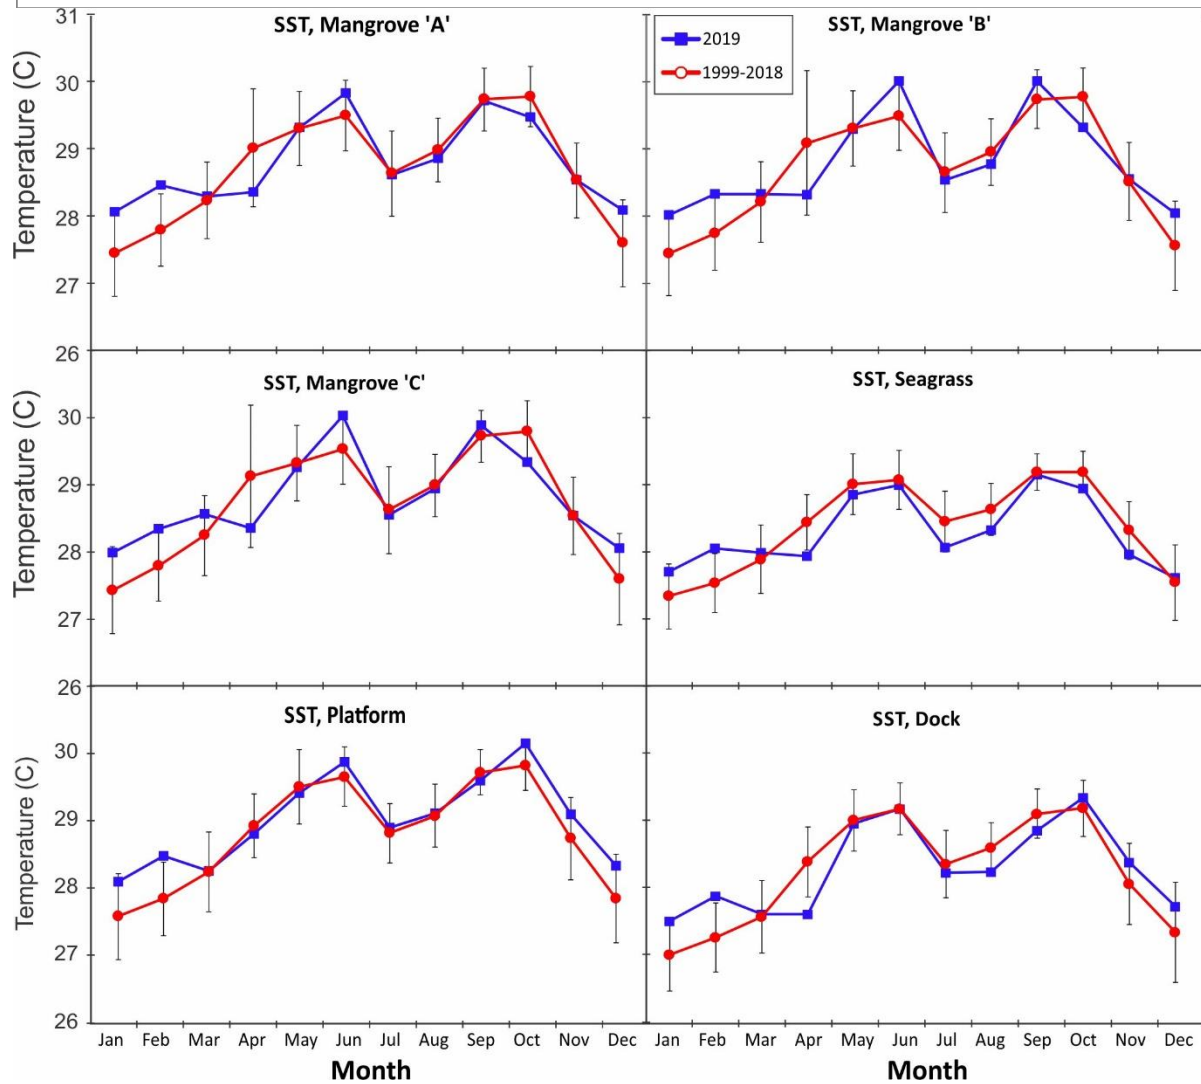 SST, Mangrove 'A'
Temperature (C)
31
30
29
28
27
26
SST, Mangrove 'B'
2019
1999-2018
SST, Mangrove 'C'
Temperature (C)
30
29
28
27
26
SST, Seagrass
SST, Platform
Temperature (C)
30
29
28
27
26
Jan Feb Mar Apr May Jun Jul Aug Sep Oct Nov Dec
Month
SST, Dock
Jan Feb Mar Apr May Jun Jul Aug Sep Oct Nov Dec
Month